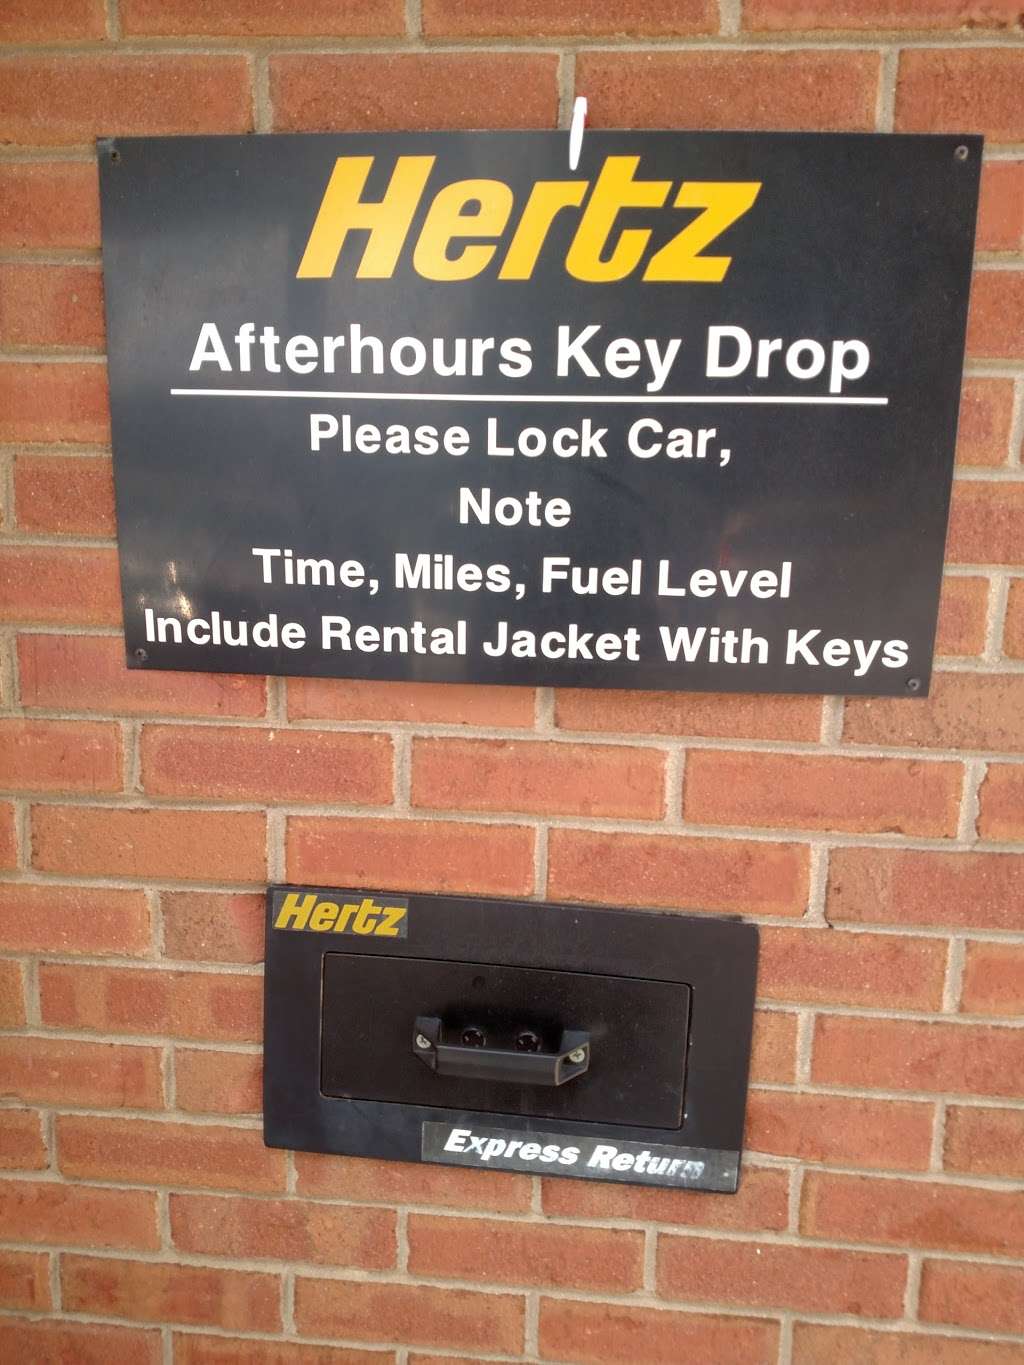 Hertz
Afterhours Key Drop
Please Lock Car,
Note
Time, Miles, Fuel Level
Include Rental Jacket With Keys
Hertz
Express Return